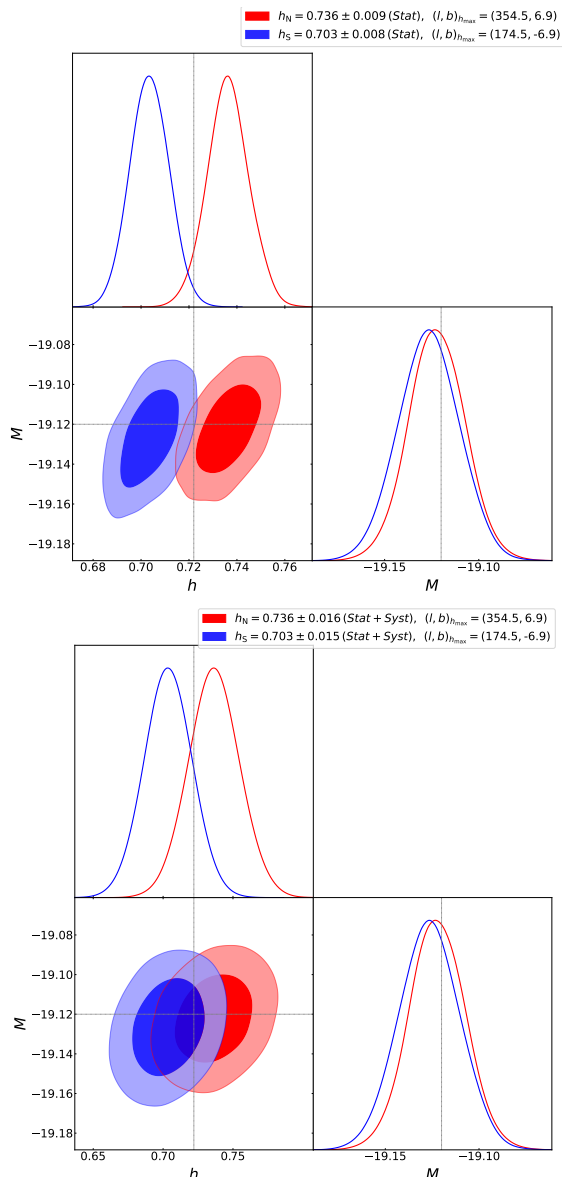 h_N = 0.736 ± 0.009 (Stat), (l, b)_{h_max} = (354.5, 6.9)
h_S = 0.703 ± 0.008 (Stat), (l, b)_{h_max} = (174.5, -6.9)
−19.08
−19.10
−19.12
−19.14
−19.16
−19.18
M
0.68 0.70 0.72 0.74 0.76
h
−19.15 −19.10
M
h_N = 0.736 ± 0.016 (Stat + Syst), (l, b)_{h_max} = (354.5, 6.9)
h_S = 0.703 ± 0.015 (Stat + Syst), (l, b)_{h_max} = (174.5, -6.9)
−19.08
−19.10
−19.12
−19.14
−19.16
−19.18
M
0.65 0.70 0.75
h
−19.15 −19.10
M